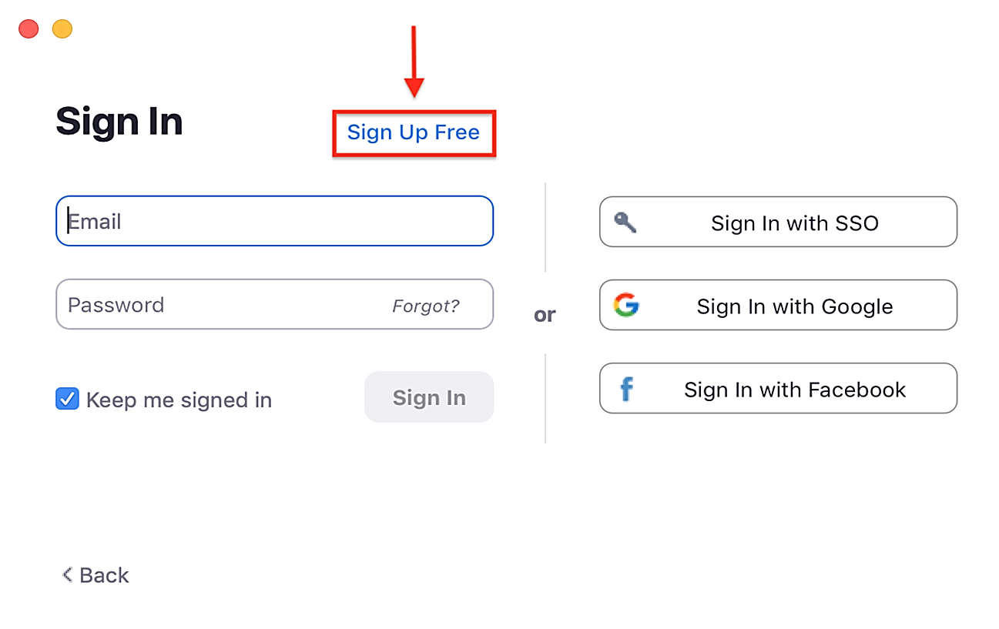 Sign In
Sign Up Free
Email
Password
Forgot?
Keep me signed in
Sign In
or
Sign In with SSO
Sign In with Google
Sign In with Facebook
Back